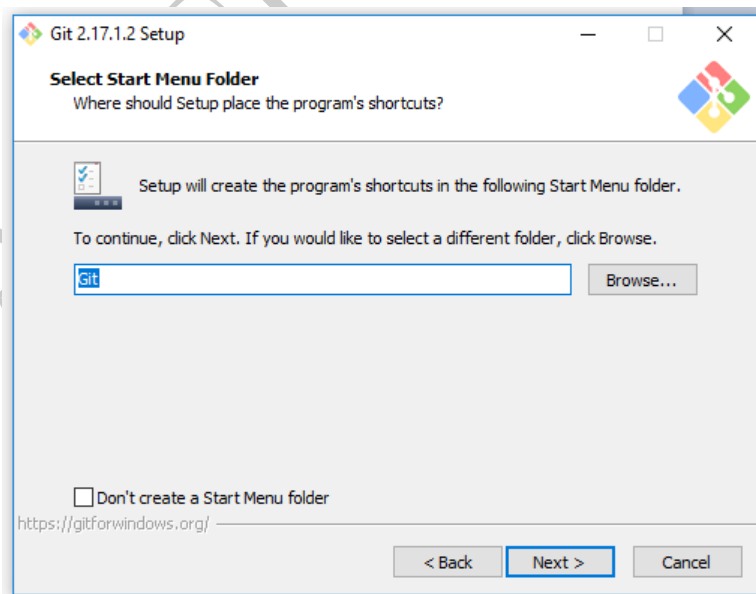 Git 2.17.1.2 Setup
Select Start Menu Folder
Where should Setup place the program's shortcuts?
Setup will create the program's shortcuts in the following Start Menu folder.
To continue, click Next. If you would like to select a different folder, click Browse.
Git
Browse...
Don't create a Start Menu folder
https://gitforwindows.org/
< Back
Next >
Cancel